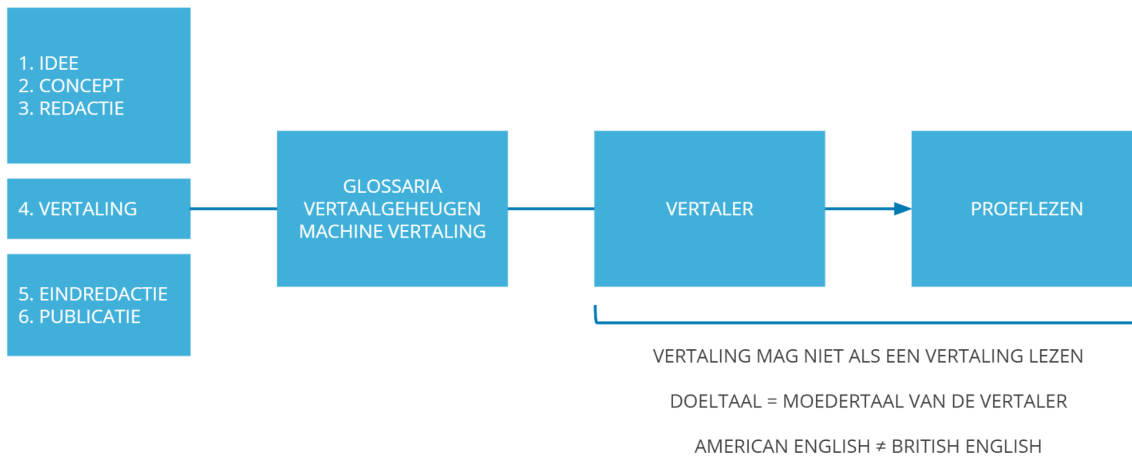 1. IDEE
2. CONCEPT
3. REDACTIE
4. VERTALING
5. EINDREDACTIE
6. PUBLICATIE
GLOSSARIA
VERTAALGEHEUGEN
MACHINE VERTALING
VERTALER
PROEFLEZEN
VERTALING MAG NIET ALS EEN VERTALING LEZEN
DOELTAAL = MOEDERTAAL VAN DE VERTALER
AMERICAN ENGLISH ≠ BRITISH ENGLISH